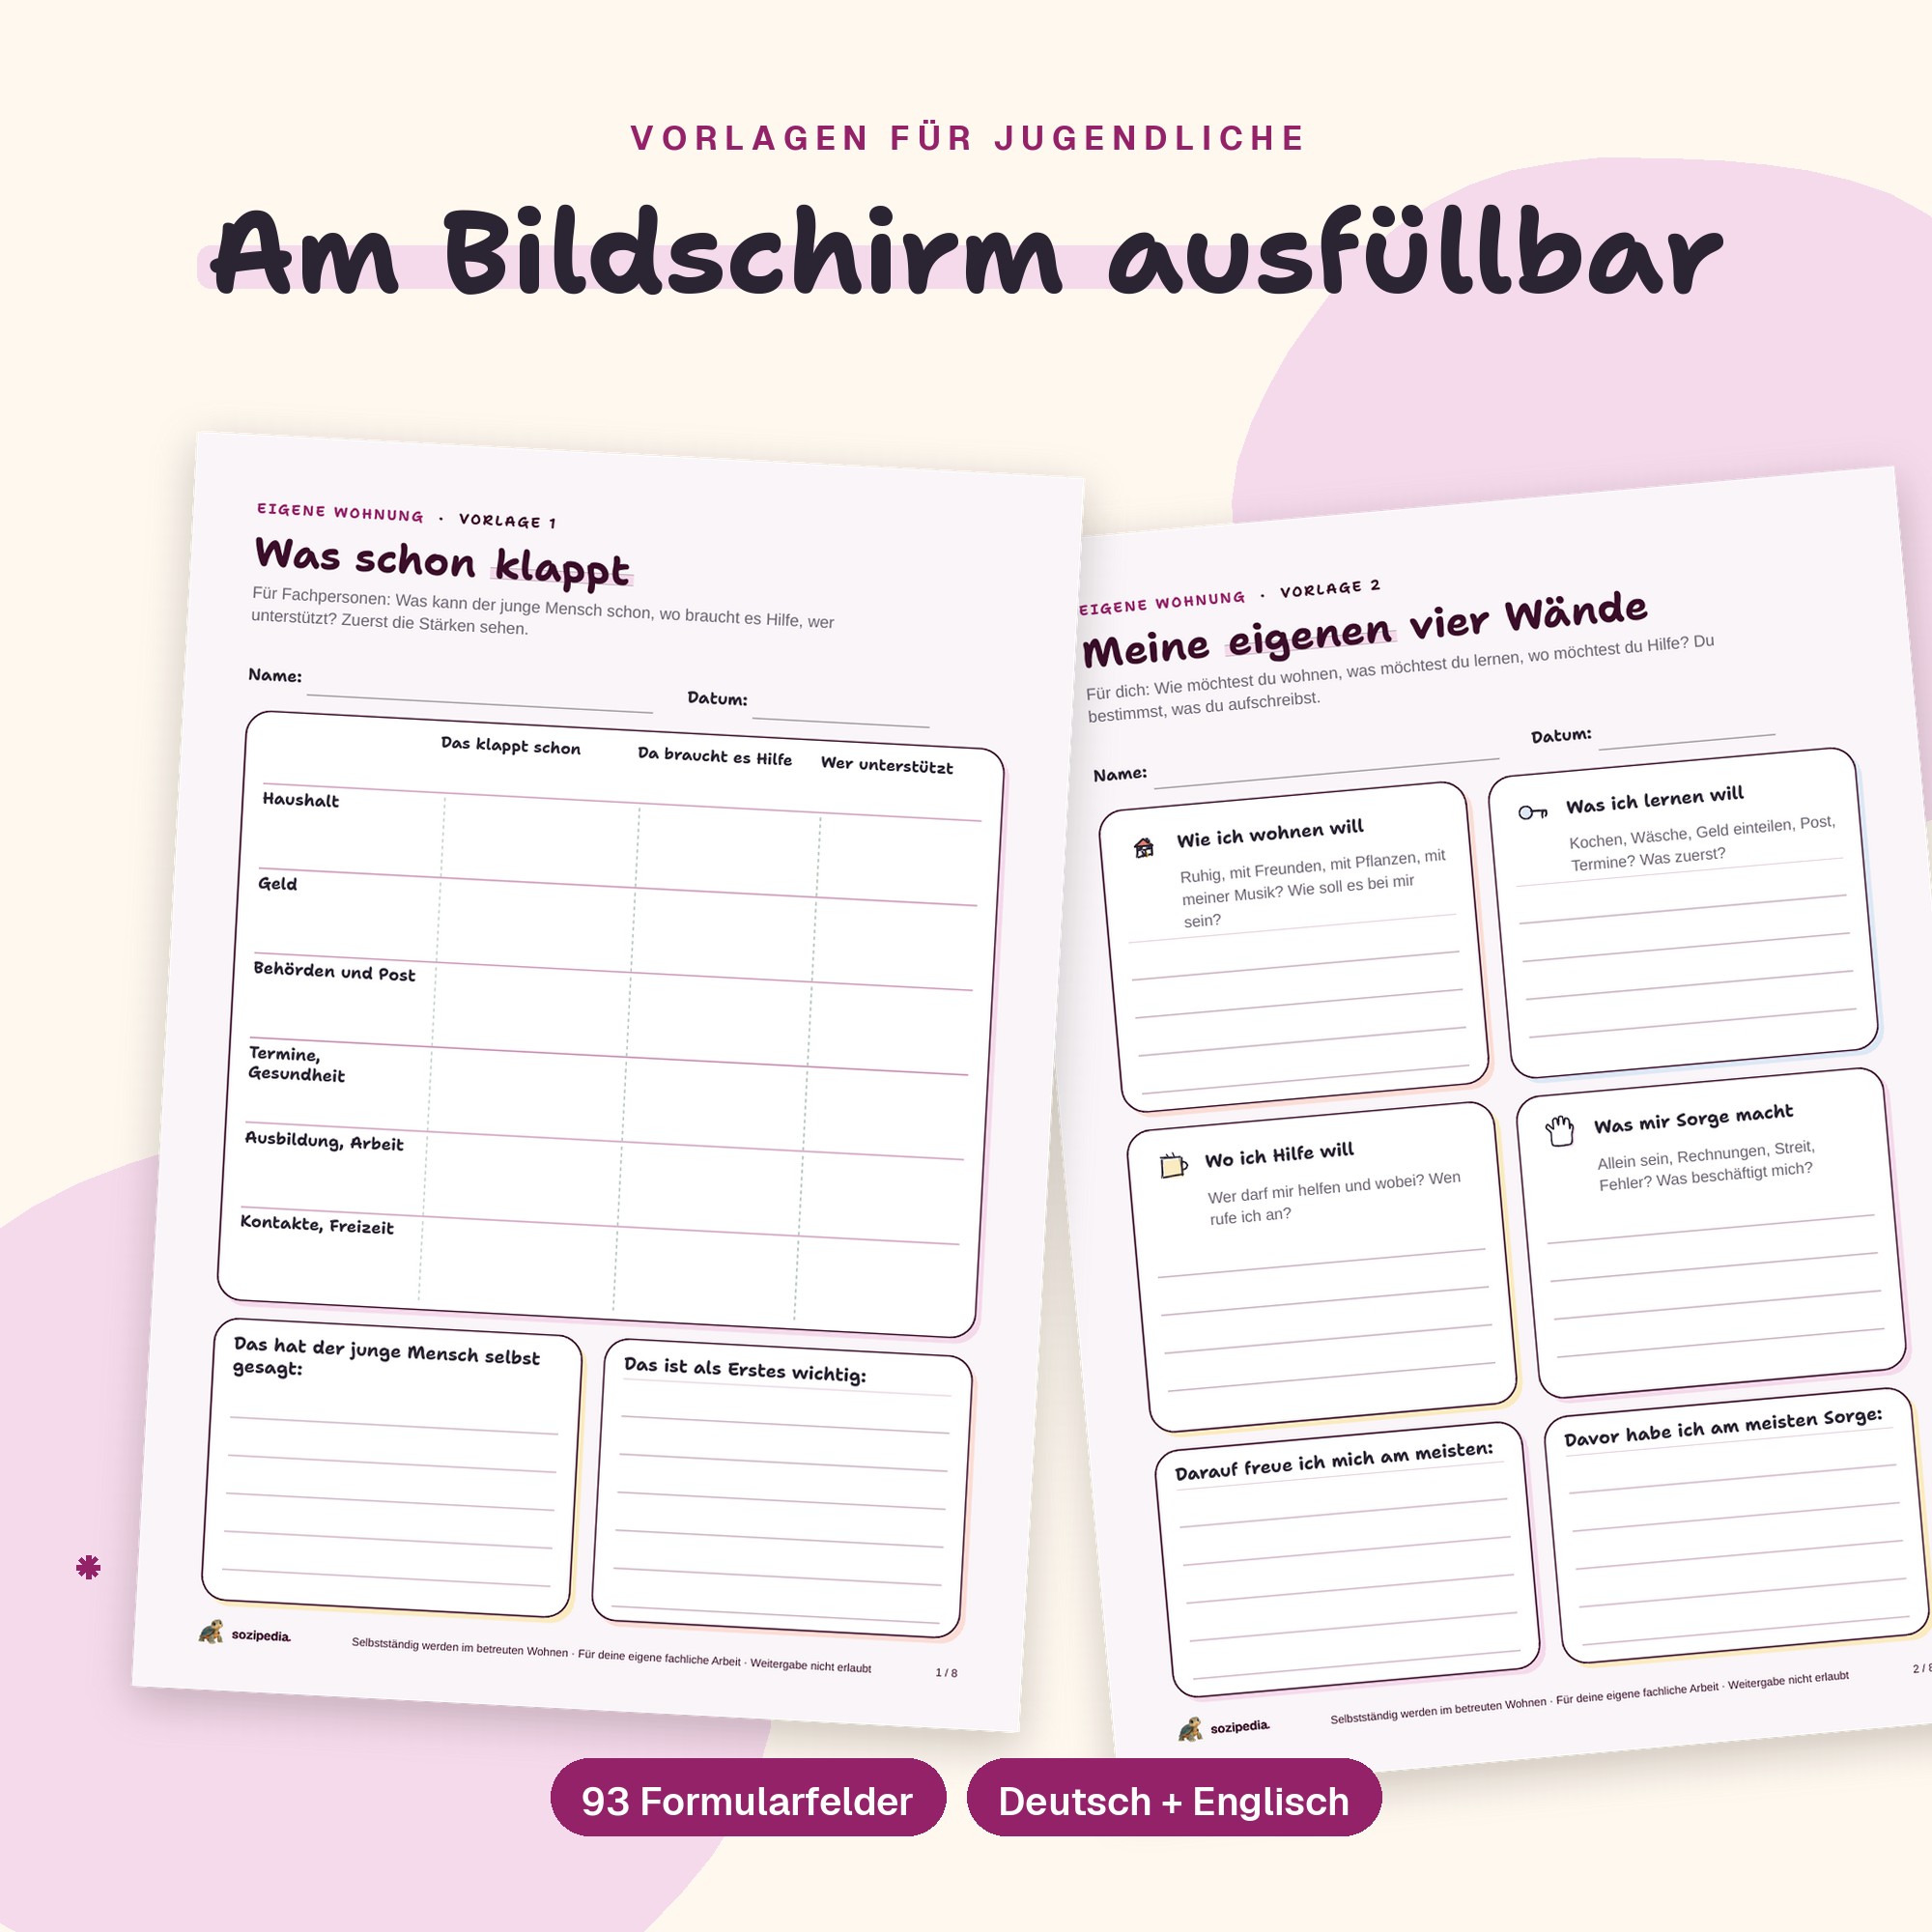 VORLAGEN FÜR JUGENDLICHE
Am Bildschirm ausfüllbar
EIGENE WOHNUNG · VORLAGE 1
Was schon klappt
Für Fachpersonen: Was kann der junge Mensch schon, wo braucht es Hilfe, wer
unterstützt? Zuerst die Stärken sehen.
Name:
Datum:
Das klappt schon
Da braucht es Hilfe
Wer unterstützt
Haushalt
Geld
Behörden und Post
Termine,
Gesundheit
Ausbildung, Arbeit
Kontakte, Freizeit
Das hat der junge Mensch selbst
gesagt:
Das ist als Erstes wichtig:
sozipedia.
Selbstständig werden im betreuten Wohnen · Für deine eigene fachliche Arbeit · Weitergabe nicht erlaubt
1 / 8
EIGENE WOHNUNG · VORLAGE 2
Meine eigenen vier Wände
Für dich: Wie möchtest du wohnen, was möchtest du lernen, wo möchtest du Hilfe? Du
bestimmst, was du aufschreibst.
Name:
Datum:
Wie ich wohnen will
Ruhig, mit Freunden, mit Pflanzen, mit
meiner Musik? Wie soll es bei mir
sein?
Was ich lernen will
Kochen, Wäsche, Geld einteilen, Post,
Termine? Was zuerst?
Wo ich Hilfe will
Wer darf mir helfen und wobei? Wen
rufe ich an?
Was mir Sorge macht
Allein sein, Rechnungen, Streit,
Fehler? Was beschäftigt mich?
Darauf freue ich mich am meisten:
Davor habe ich am meisten Sorge:
sozipedia.
Selbstständig werden im betreuten Wohnen · Für deine eigene fachliche Arbeit · Weitergabe nicht erlaubt
2 / 8
93 Formularfelder
Deutsch + Englisch